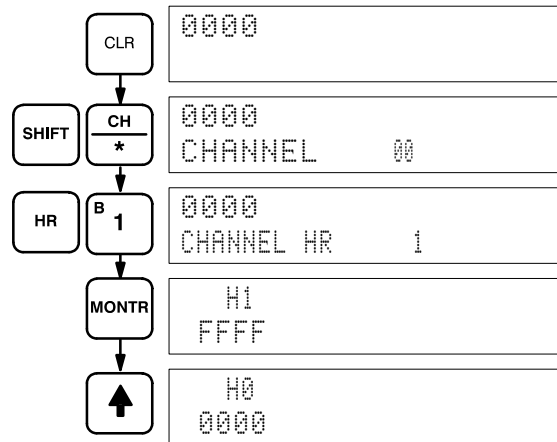 CLR
0000
SHIFT
CH
*
0000
CHANNEL 00
HR
B
1
0000
CHANNEL HR 1
MONTR
H1
FFFF
H0
0000